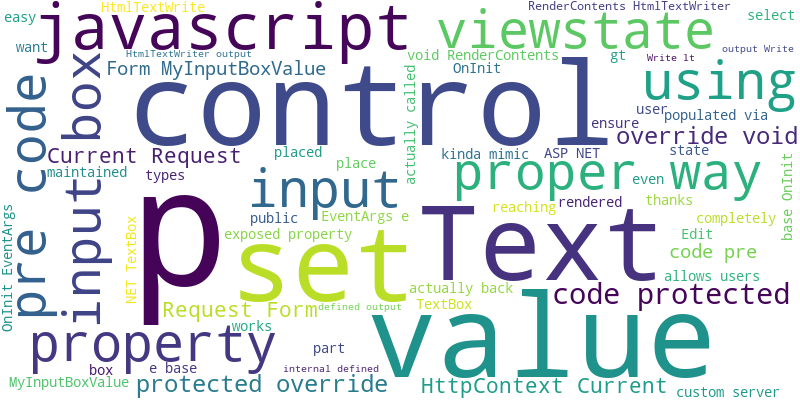 HtmlTextWrite
RenderContents HtmlTextWriter
easy
javascript
viewstate
select
want
HtmlTextWriter output
void RenderContents
gt
Write lt
output Write
Form MyInputBoxValue
OnInit
using
pre code
input box
control
actually called
user
populated via
ensure
override void
Current Request
placed
kinda mimic
ASP NET
state
maintained
types
place
proper way
even
base OnInit
input
p
set
Text
rendered
thanks
public
EventArgs e
reaching
completely
OnInit EventArgs
NET TextBox
exposed property
Edit
code pre
allows users
actually back
code protected
Request Form
defined output
TextBox
value
property
works
part
box
e base
internal defined
MyInputBoxValue
protected override
HttpContext Current
custom server